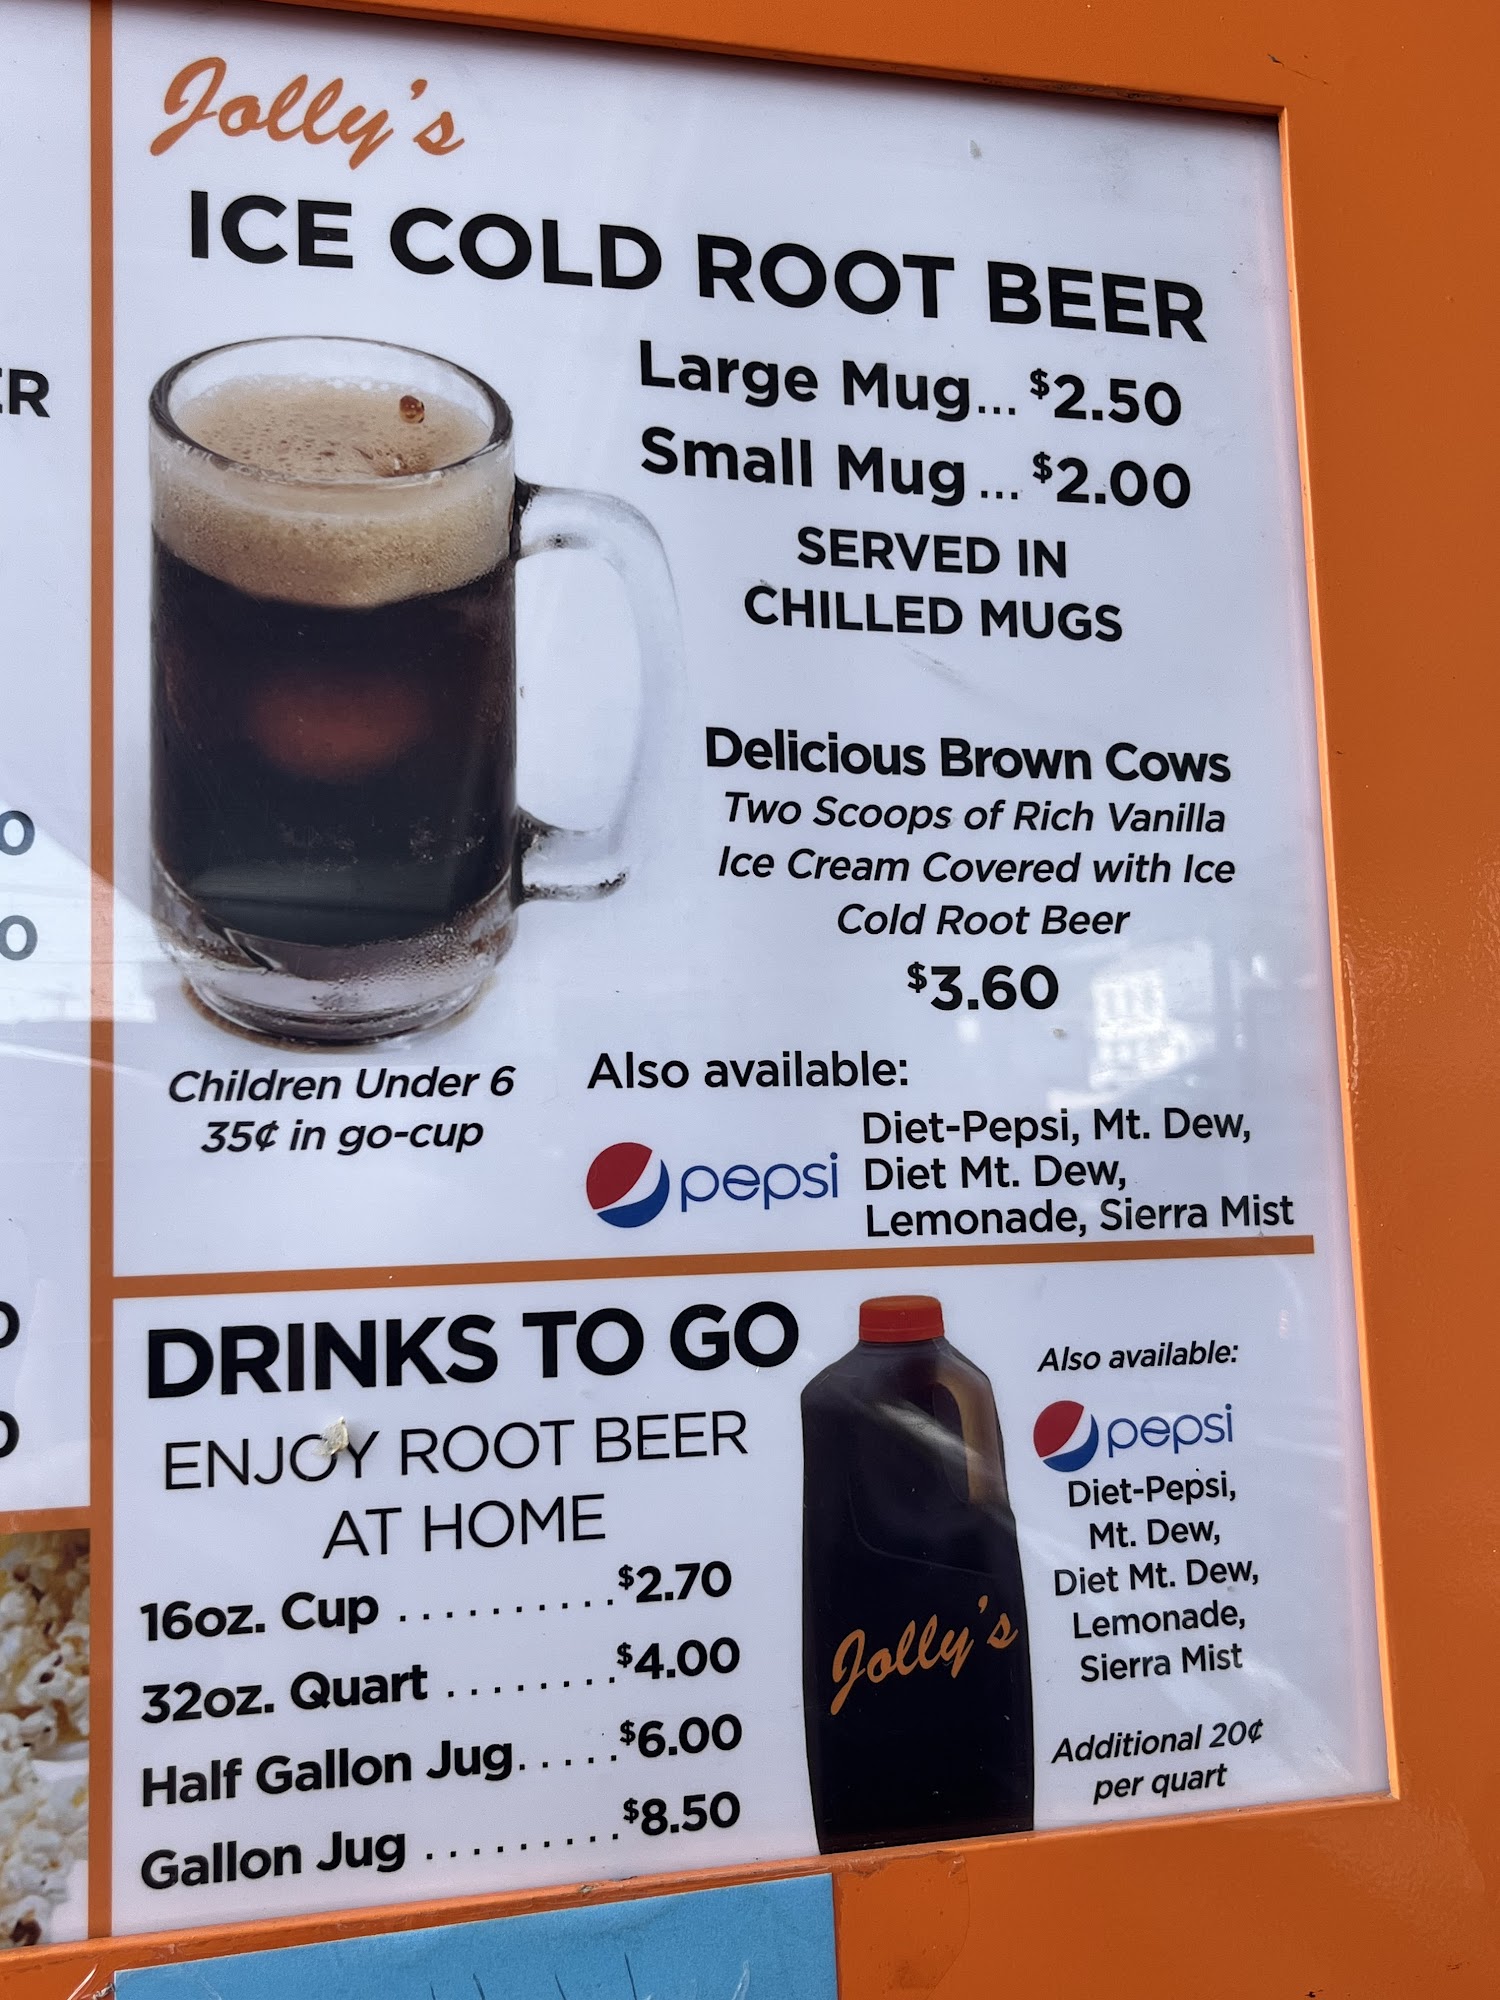 Jolly's
ICE COLD ROOT BEER
Large Mug... $2.50
Small Mug ... $2.00
SERVED IN
CHILLED MUGS
Delicious Brown Cows
Two Scoops of Rich Vanilla
Ice Cream Covered with Ice
Cold Root Beer
$3.60
Children Under 6
35¢ in go-cup
Also available:
pepsi
Diet-Pepsi, Mt. Dew,
Diet Mt. Dew,
Lemonade, Sierra Mist
DRINKS TO GO
ENJOY ROOT BEER
AT HOME
16oz. Cup .......... $2.70
32oz. Quart ........ $4.00
Half Gallon Jug..... $6.00
Gallon Jug ......... $8.50
Jolly's
Also available:
pepsi
Diet-Pepsi,
Mt. Dew,
Diet Mt. Dew,
Lemonade,
Sierra Mist
Additional 20¢
per quart